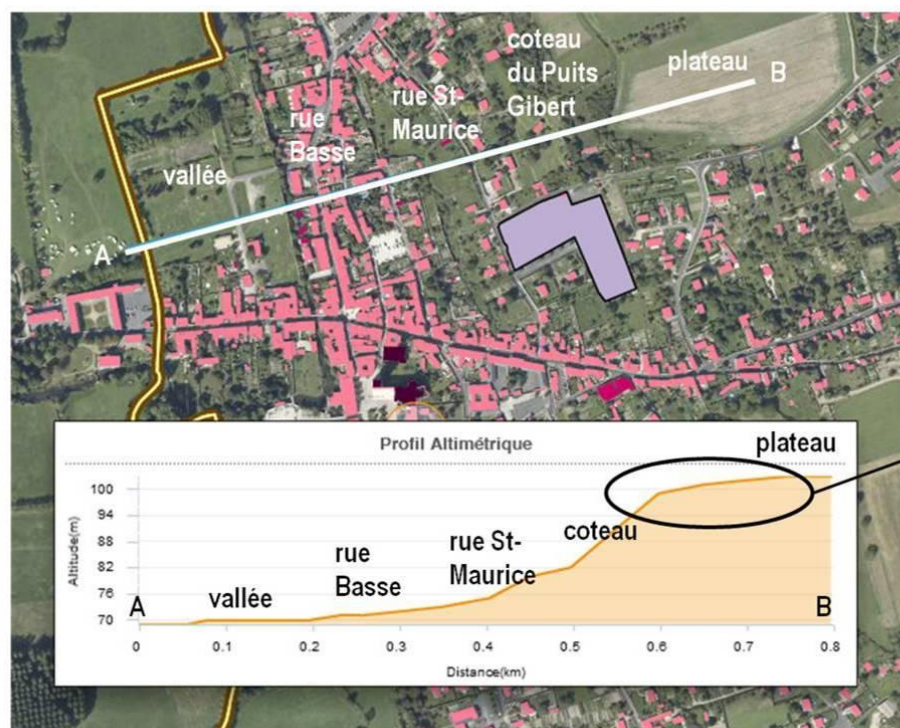 coteau
du Puits
Gibert
plateau
B
rue St-
Maurice
rue
Basse
vallée
A
Profil Altimétrique
plateau
Altitude(m)
100
94
88
82
76
70
coteau
rue St-
Maurice
rue
Basse
vallée
A
B
0
0.1
0.2
0.3
0.4
0.5
0.6
0.7
0.8
Distance(km)